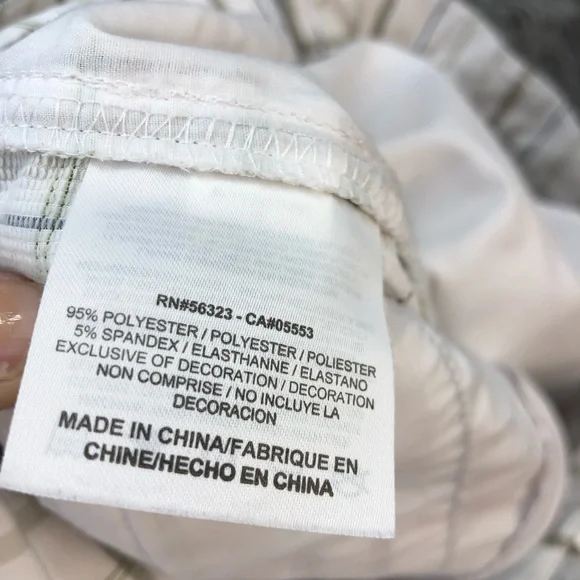 RN#56323 - CA#05553
95% POLYESTER / POLYESTER / POLIESTER
5% SPANDEX / ELASTHANNE / ELASTANO
EXCLUSIVE OF DECORATION / DECORATION
NON COMPRISE / NO INCLUYE LA
DECORACION
MADE IN CHINA/FABRIQUE EN
CHINE/HECHO EN CHINA